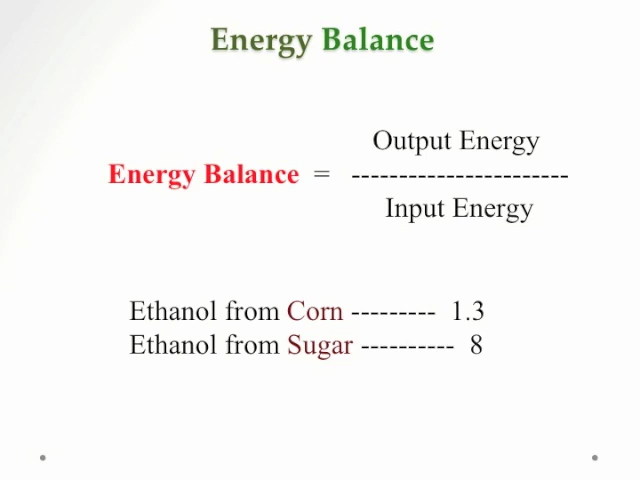 Energy Balance
Output Energy
Energy Balance = -----------------------
Input Energy
Ethanol from Corn --------- 1.3
Ethanol from Sugar ---------- 8